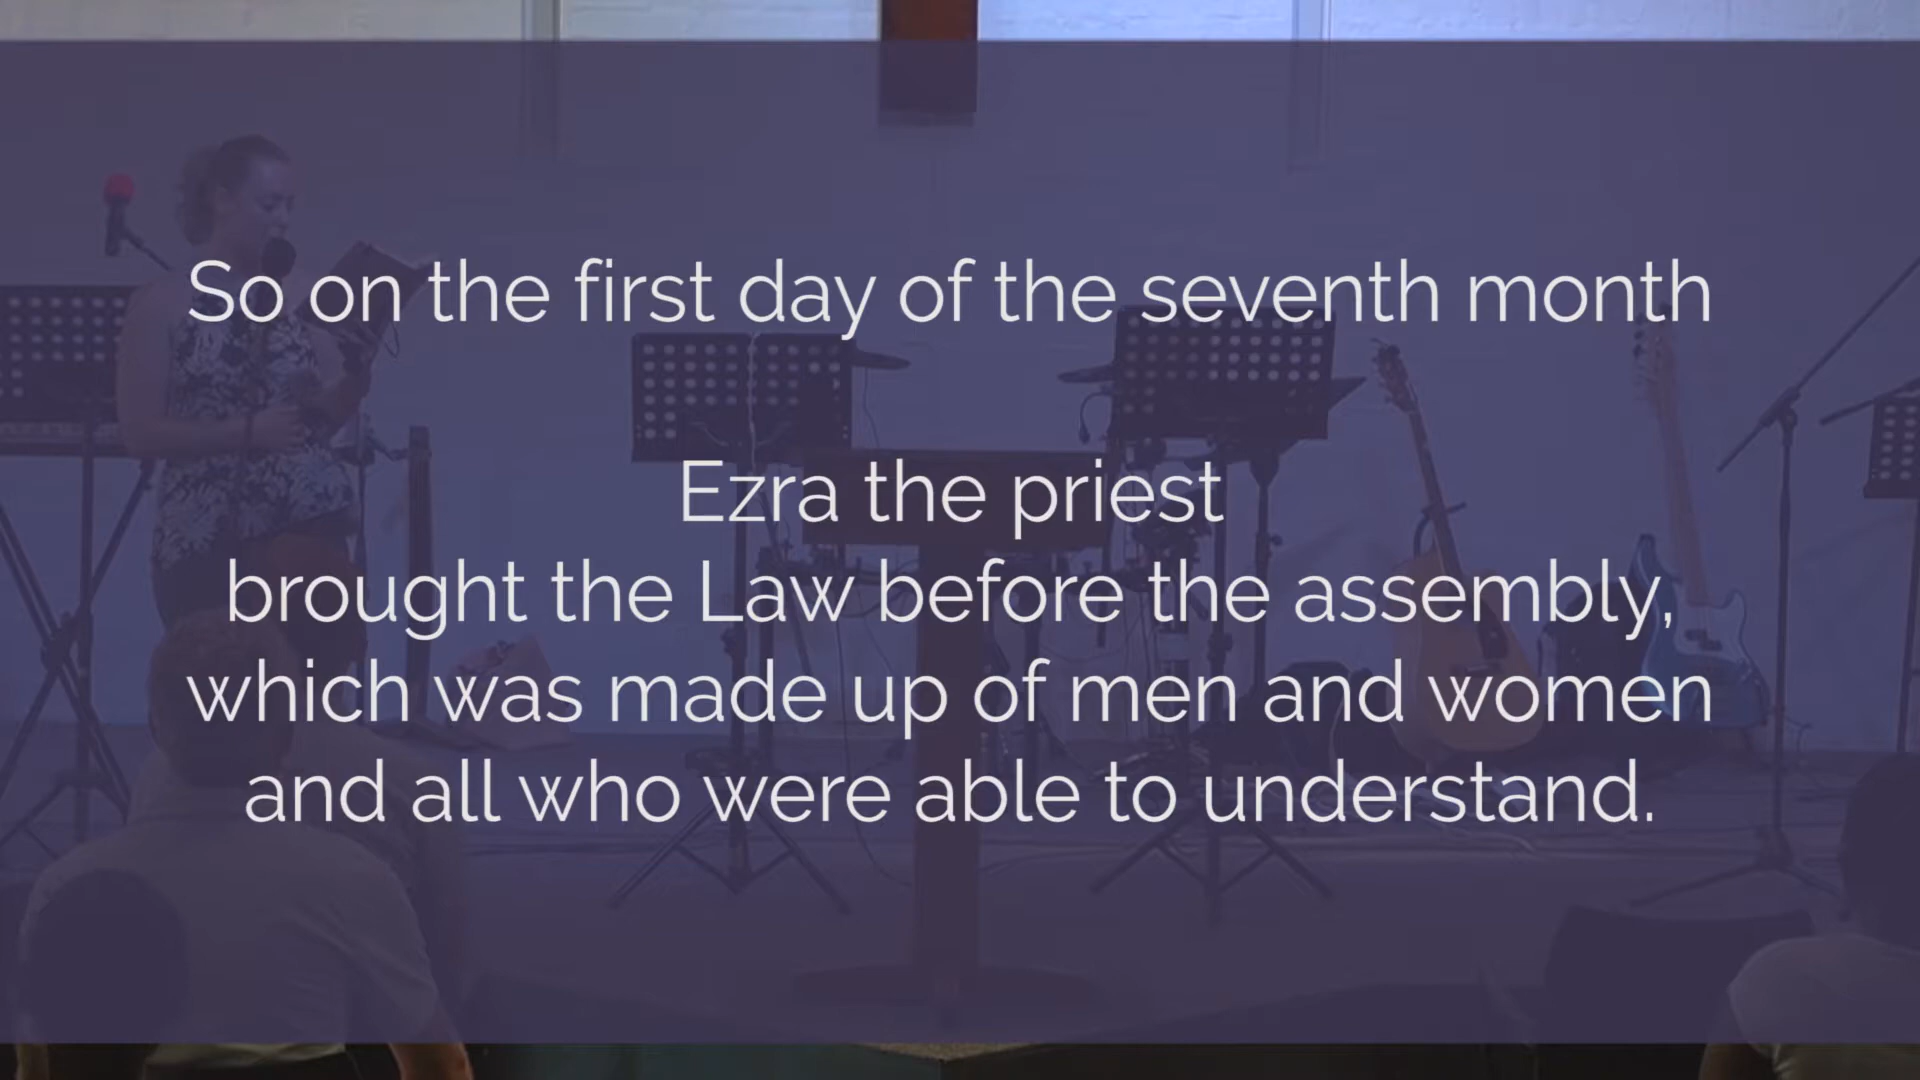 So on the first day of the seventh month
Ezra the priest
brought the Law before the assembly,
which was made up of men and women
and all who were able to understand.